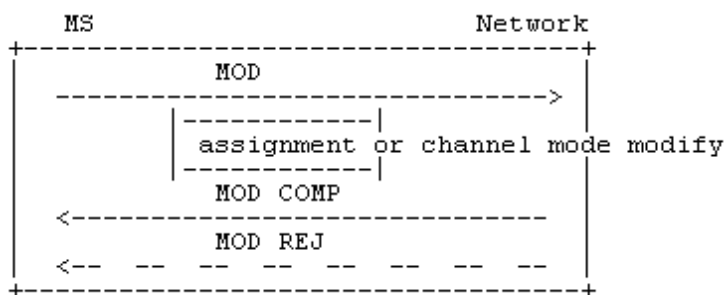 MS Network
MOD
assignment or channel mode modify
MOD COMP
MOD REJ